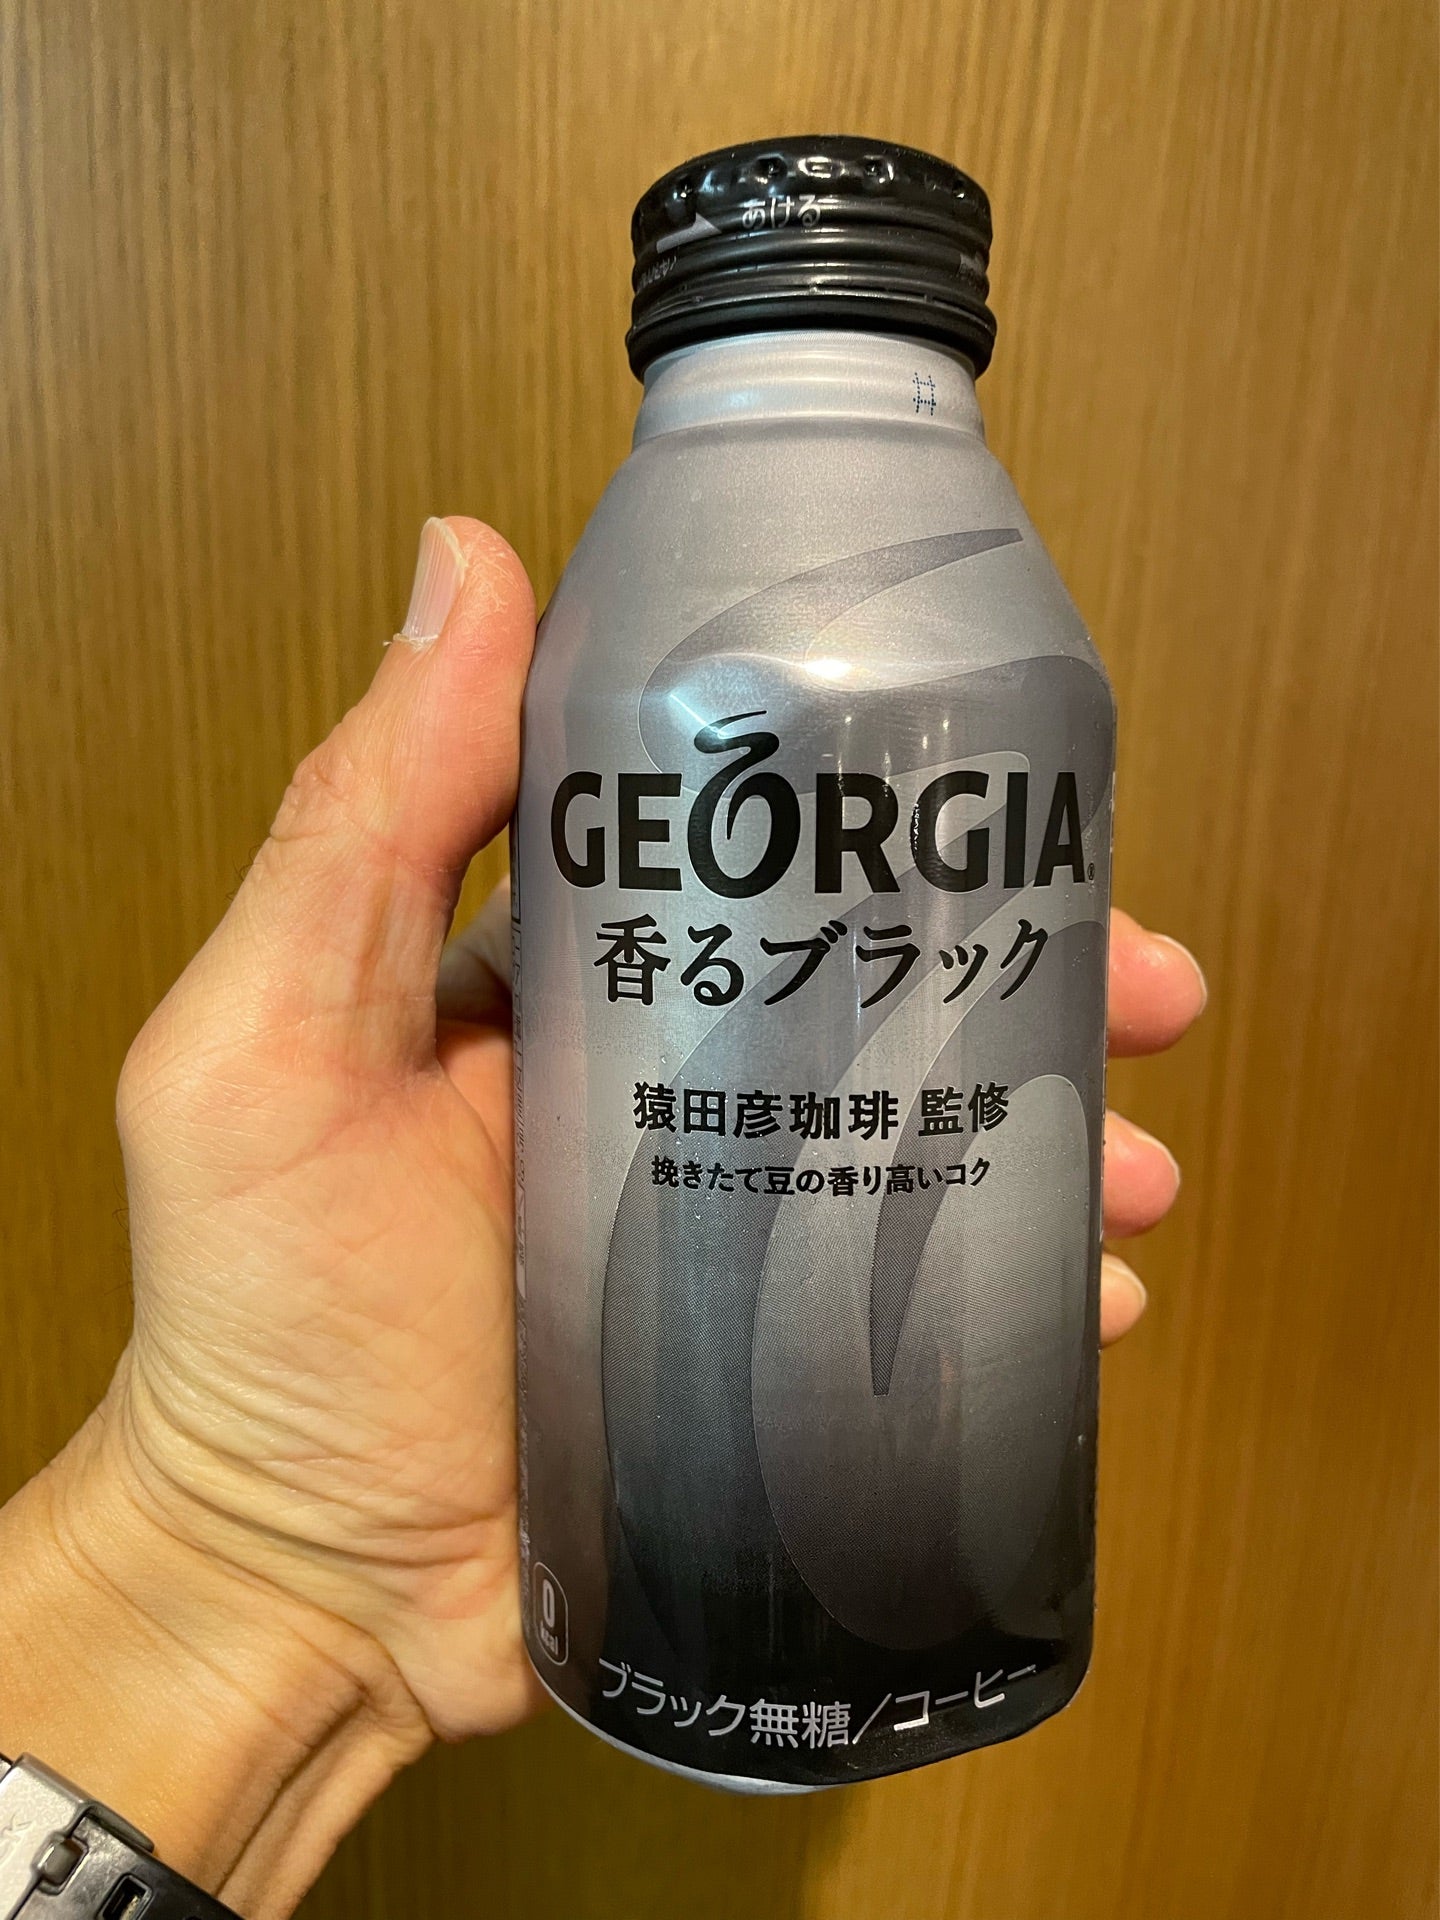 あける
GEORGIA®
香るブラック
猿田彦珈琲 監修
挽きたて豆の香り高いコク
0
kcal
ブラック無糖/コーヒー